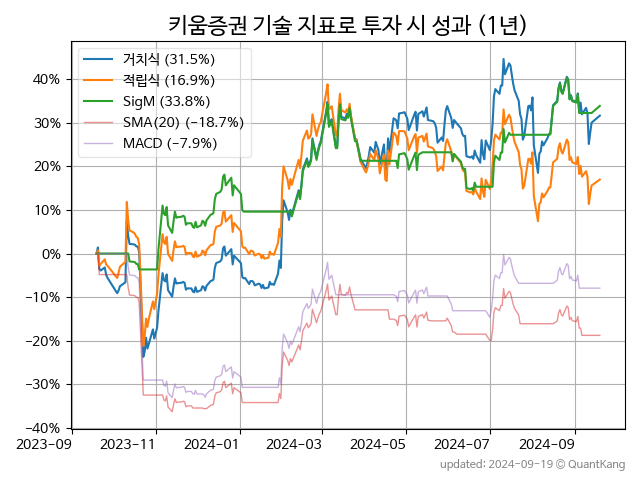 키움증권 기술 지표로 투자 시 성과 (1년)
거치식 (31.5%)
적립식 (16.9%)
SigM (33.8%)
SMA(20) (−18.7%)
MACD (−7.9%)
40%
30%
20%
10%
0%
−10%
−20%
−30%
−40%
2023-09 2023-11 2024-01 2024-03 2024-05 2024-07 2024-09
updated: 2024-09-19 © QuantKang